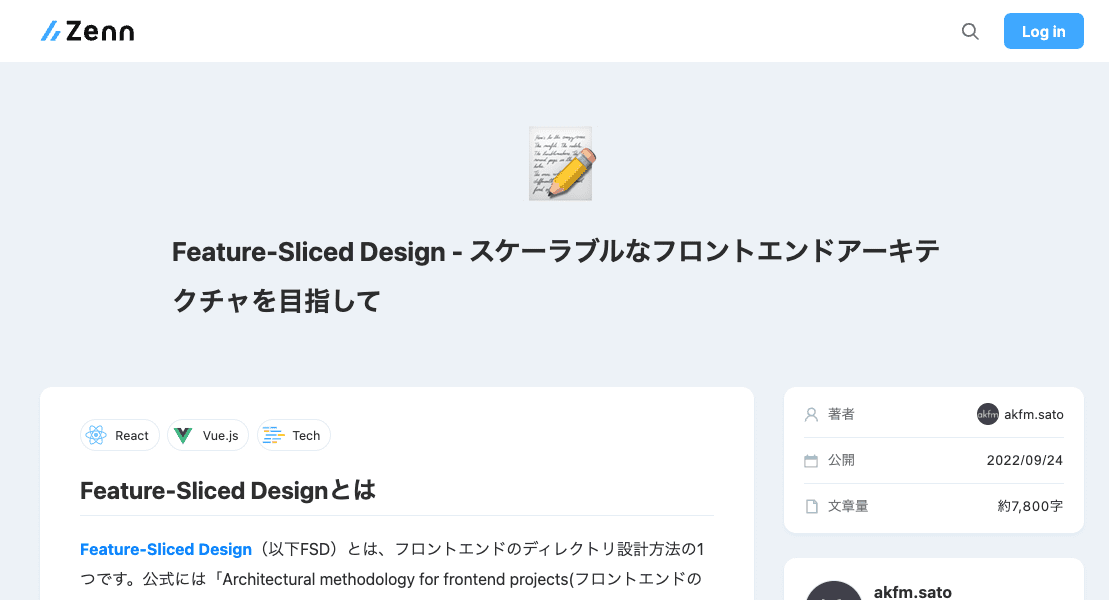 Zenn
Log in
Feature-Sliced Design - スケーラブルなフロントエンドアーキテ
クチャを目指して
React
Vue.js
Tech
Feature-Sliced Designとは
Feature-Sliced Design（以下FSD）とは、フロントエンドのディレクトリ設計方法の1
つです。公式には「Architectural methodology for frontend projects(フロントエンドの
著者
akfm
akfm.sato
公開
2022/09/24
文章量
約7,800字
akfm.sato